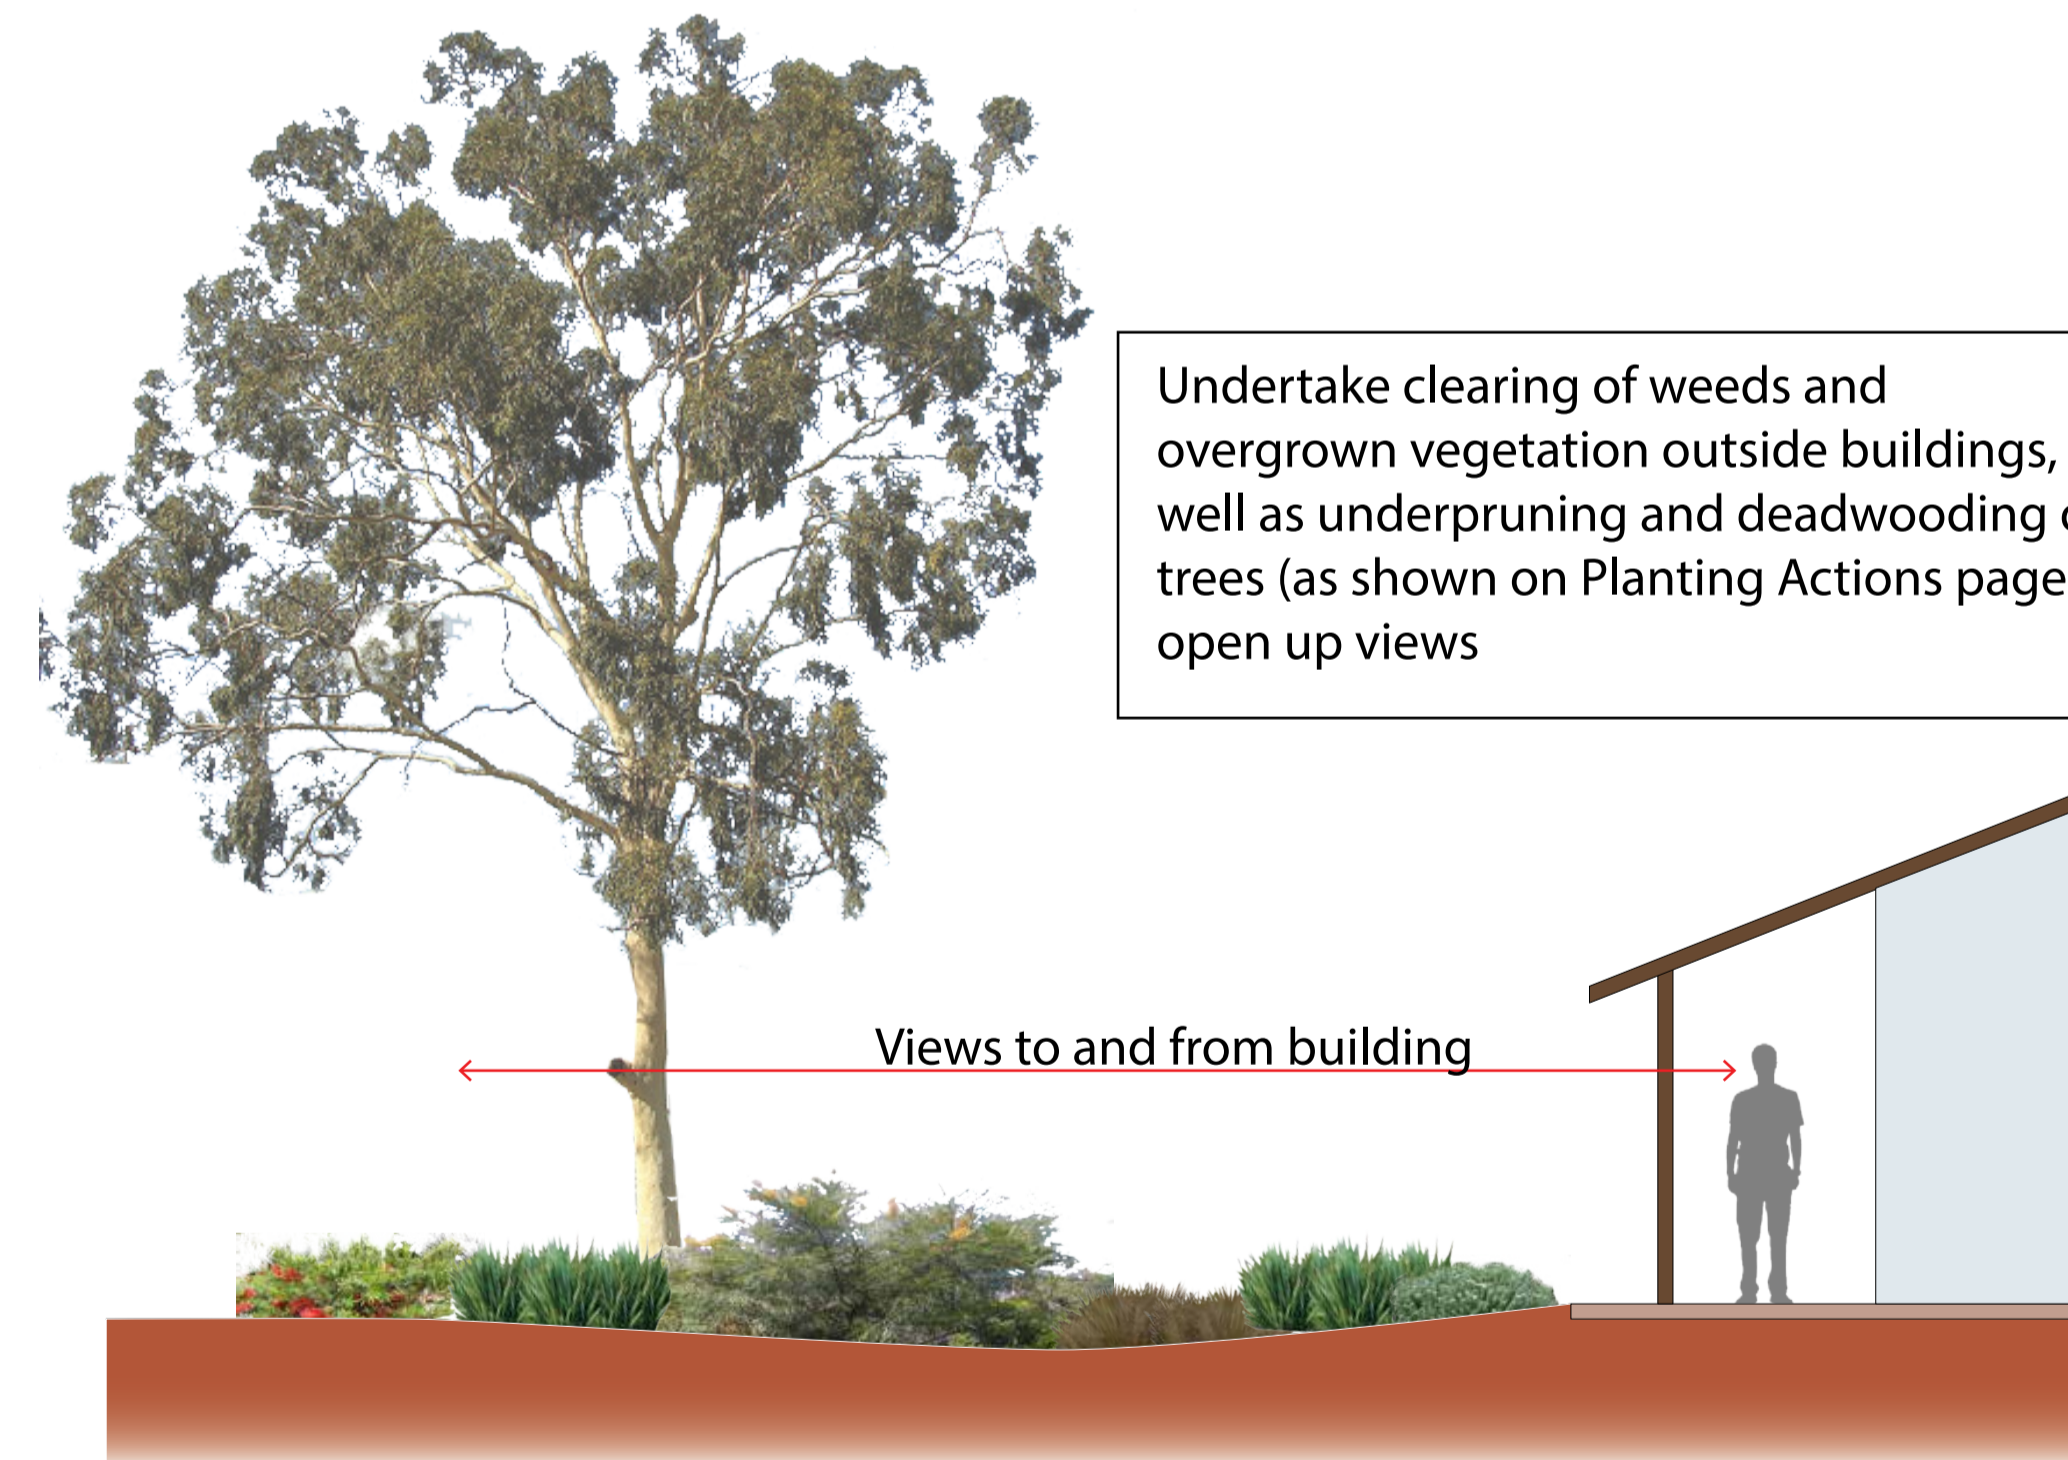 Undertake clearing of weeds and
overgrown vegetation outside buildings,
well as underpruning and deadwooding
trees (as shown on Planting Actions page
open up views
Views to and from building